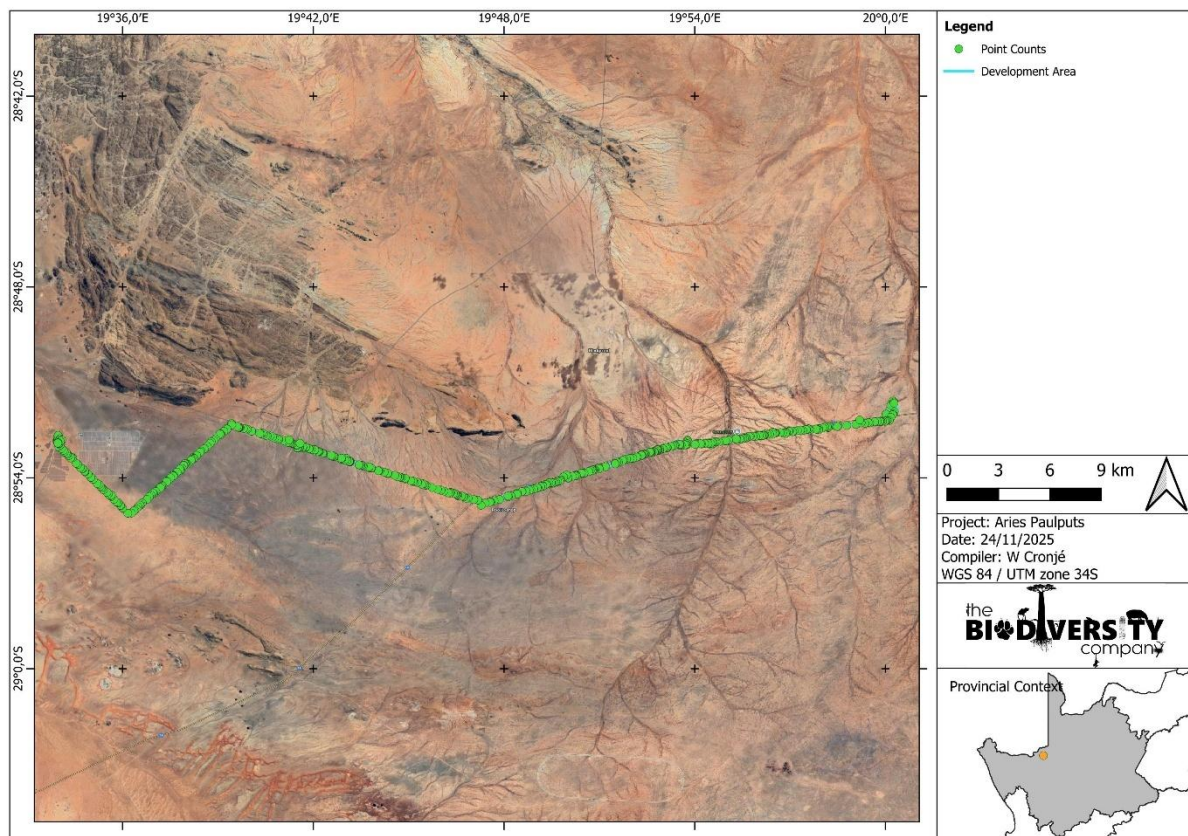 19°36,0'E
19°42,0'E
19°48,0'E
19°54,0'E
20°0,0'E
28°42,0'S
28°48,0'S
28°54,0'S
29°0,0'S
Legend
Point Counts
Development Area
0 3 6 9 km
Project: Aries Paulputs
Date: 24/11/2025
Compiler: W Cronjé
WGS 84 / UTM zone 34S
the
BIODIVERSITY
company
Provincial Context